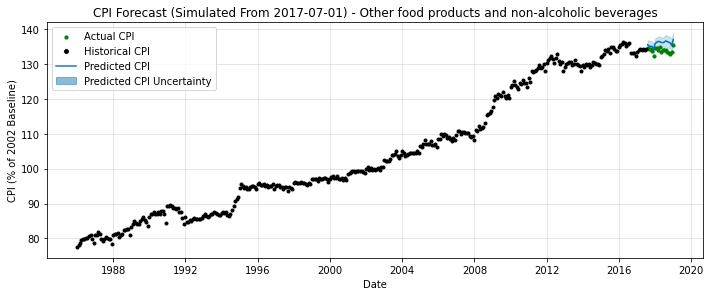 CPI Forecast (Simulated From 2017-07-01) - Other food products and non-alcoholic beverages
Actual CPI
Historical CPI
Predicted CPI
Predicted CPI Uncertainty
CPI (% of 2002 Baseline)
140
130
120
110
100
90
80
1988 1992 1996 2000 2004 2008 2012 2016 2020
Date